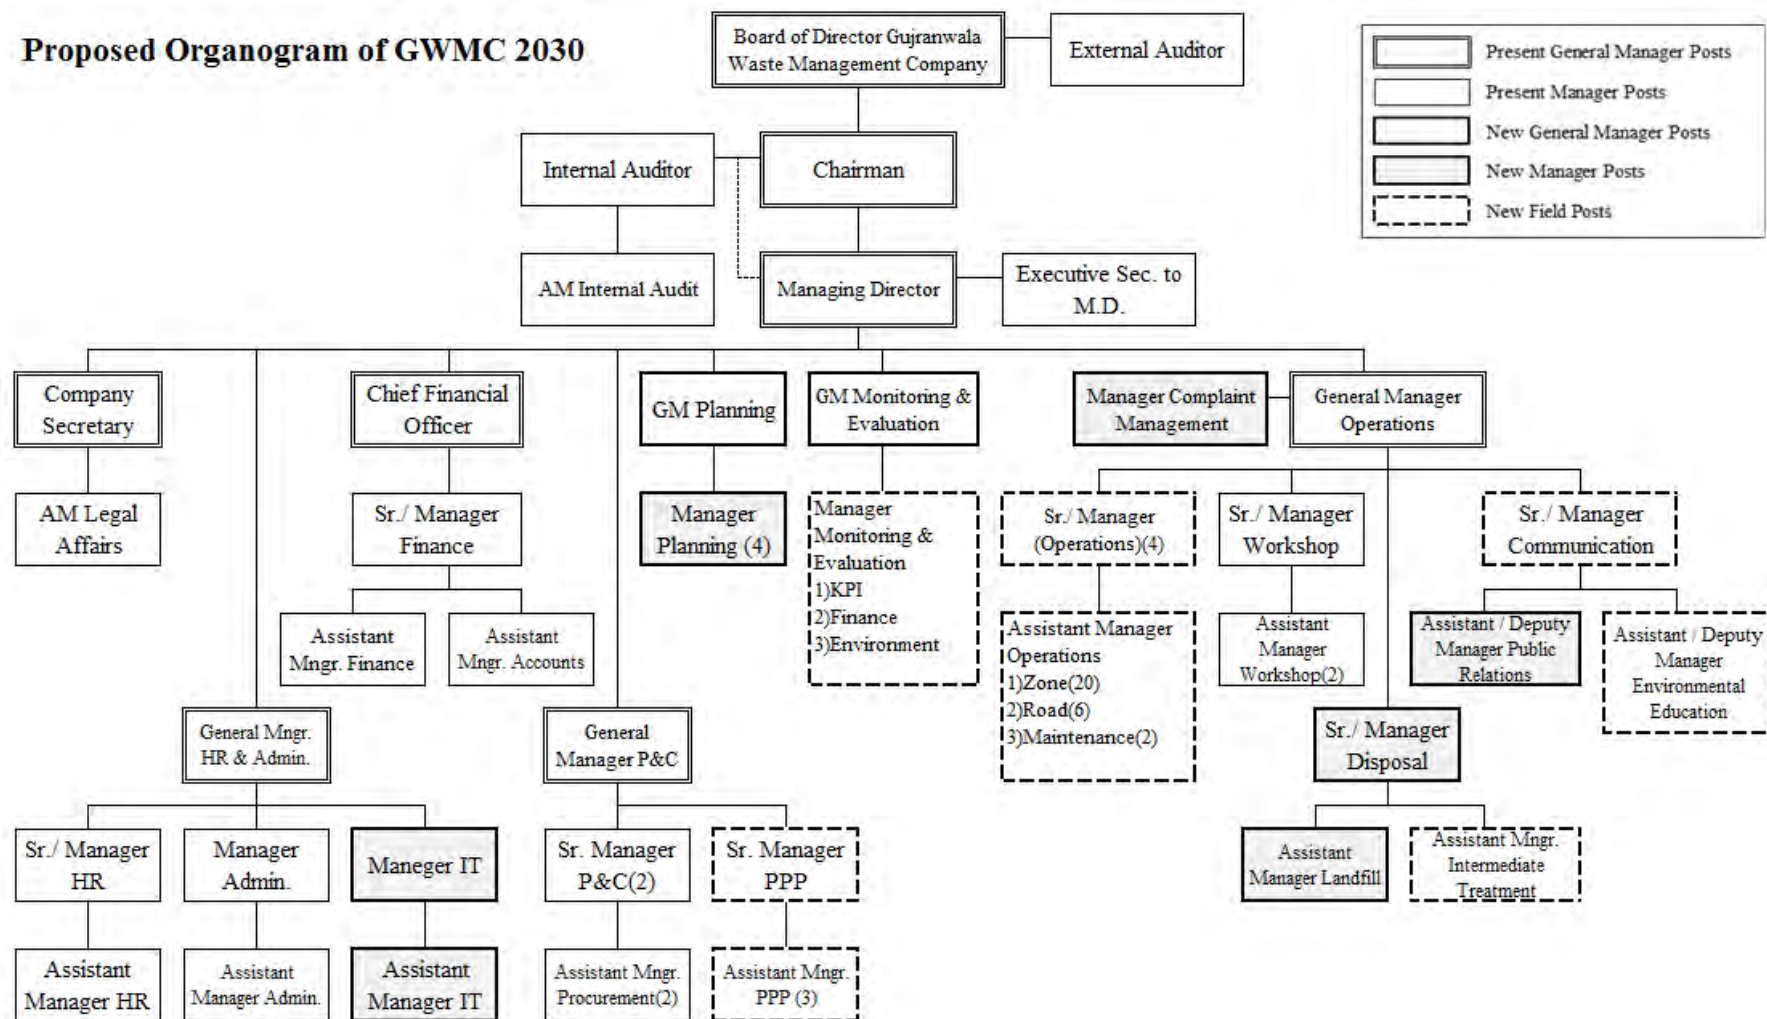 Proposed Organogram of GWMC 2030
Board of Director Gujranwala
Waste Management Company
External Auditor
Present General Manager Posts
Present Manager Posts
New General Manager Posts
New Manager Posts
New Field Posts
Internal Auditor
Chairman
AM Internal Audit
Managing Director
Executive Sec. to
M.D.
Company
Secretary
Chief Financial
Officer
GM Planning
GM Monitoring &
Evaluation
Manager Complaint
Management
General Manager
Operations
AM Legal
Affairs
Sr./ Manager
Finance
Manager
Planning (4)
Manager
Monitoring &
Evaluation
1)KPI
2)Finance
3)Environment
Sr./ Manager
(Operations)(4)
Sr./ Manager
Workshop
Sr./ Manager
Communication
Assistant
Mngr. Finance
Assistant
Mngr. Accounts
Assistant Manager
Operations
1)Zone(20)
2)Road(6)
3)Maintenance(2)
Assistant
Manager
Workshop(2)
Assistant / Deputy
Manager Public
Relations
Assistant / Deputy
Manager
Environmental
Education
General Mngr.
HR & Admin.
General
Manager P&C
Sr./ Manager
Disposal
Sr./ Manager
HR
Manager
Admin.
Maneger IT
Sr. Manager
P&C(2)
Sr. Manager
PPP
Assistant
Manager Landfill
Assistant Mngr.
Intermediate
Treatment
Assistant
Manager HR
Assistant
Manager Admin.
Assistant
Manager IT
Assistant Mngr.
Procurement(2)
Assistant Mngr.
PPP (3)